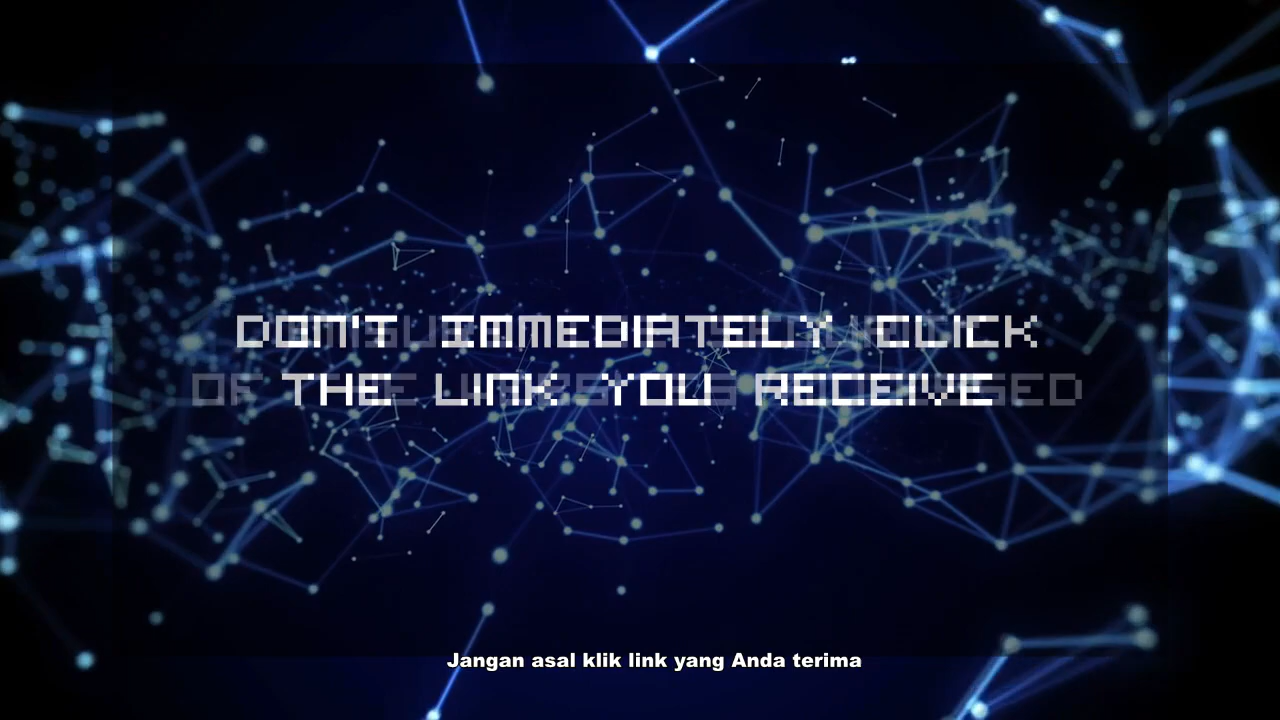 DON'T IMMEDIATELY CLICK
THE LINK YOU RECEIVE
Jangan asal klik link yang Anda terima